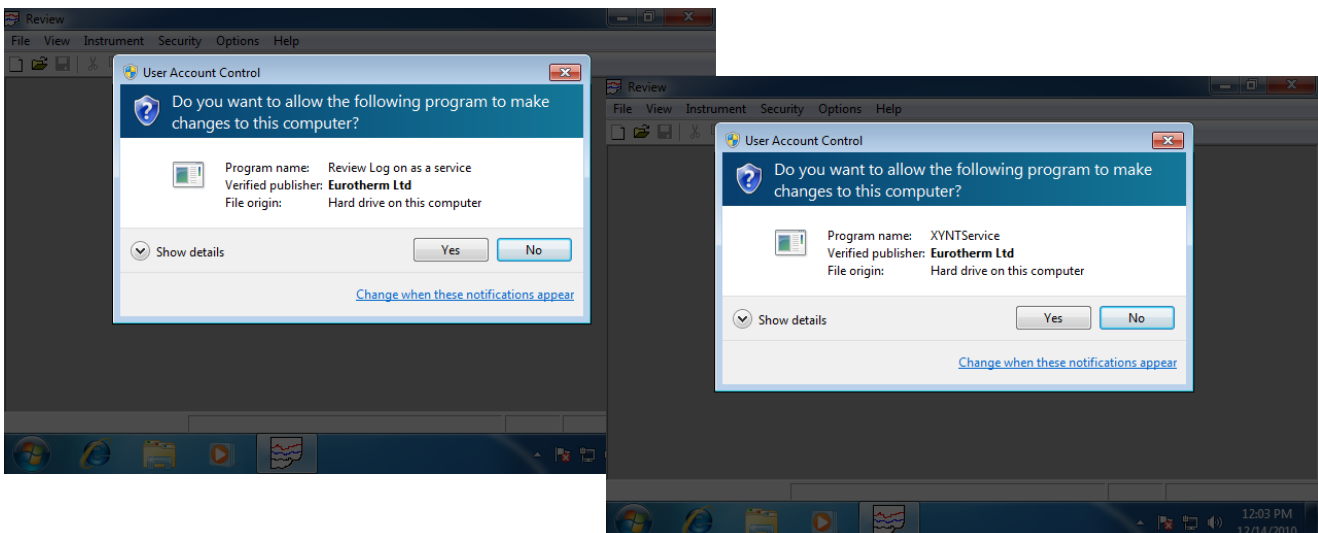 Review
File View Instrument Security Options Help
User Account Control
Do you want to allow the following program to make
changes to this computer?
Program name: Review Log on as a service
Verified publisher: Eurotherm Ltd
File origin: Hard drive on this computer
Show details
Yes
No
Change when these notifications appear
Review
File View Instrument Security Options Help
User Account Control
Do you want to allow the following program to make
changes to this computer?
Program name: XYNTService
Verified publisher: Eurotherm Ltd
File origin: Hard drive on this computer
Show details
Yes
No
Change when these notifications appear
12:03 PM
12/14/2010